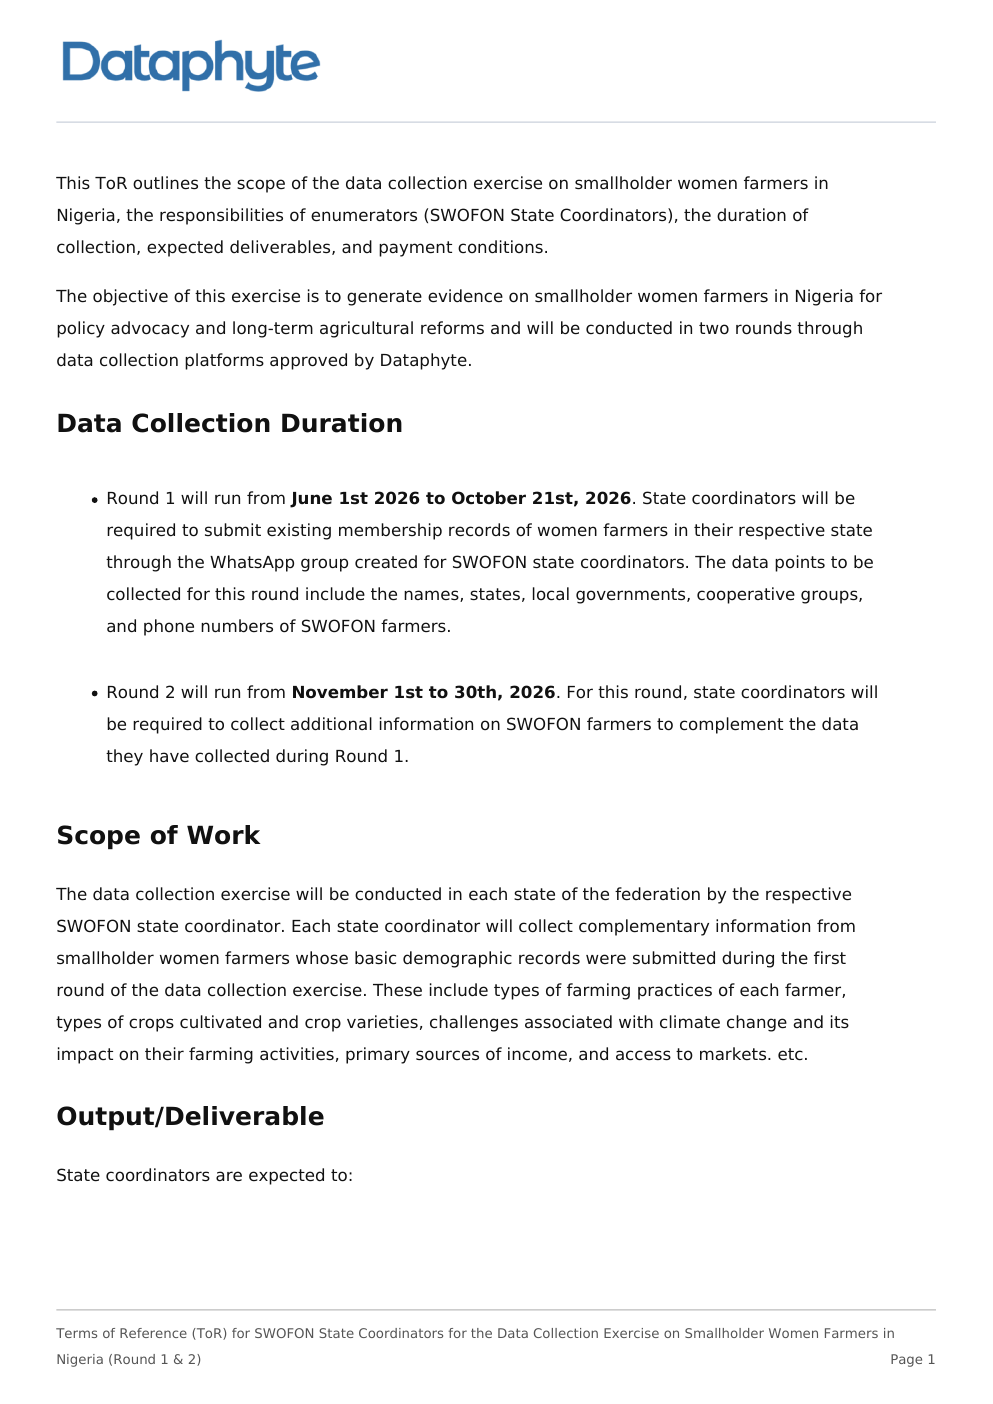 Dataphyte
This ToR outlines the scope of the data collection exercise on smallholder women farmers in
Nigeria, the responsibilities of enumerators (SWOFON State Coordinators), the duration of
collection, expected deliverables, and payment conditions.
The objective of this exercise is to generate evidence on smallholder women farmers in Nigeria for
policy advocacy and long-term agricultural reforms and will be conducted in two rounds through
data collection platforms approved by Dataphyte.
Data Collection Duration
• Round 1 will run from June 1st 2026 to October 21st, 2026. State coordinators will be
required to submit existing membership records of women farmers in their respective state
through the WhatsApp group created for SWOFON state coordinators. The data points to be
collected for this round include the names, states, local governments, cooperative groups,
and phone numbers of SWOFON farmers.
• Round 2 will run from November 1st to 30th, 2026. For this round, state coordinators will
be required to collect additional information on SWOFON farmers to complement the data
they have collected during Round 1.
Scope of Work
The data collection exercise will be conducted in each state of the federation by the respective
SWOFON state coordinator. Each state coordinator will collect complementary information from
smallholder women farmers whose basic demographic records were submitted during the first
round of the data collection exercise. These include types of farming practices of each farmer,
types of crops cultivated and crop varieties, challenges associated with climate change and its
impact on their farming activities, primary sources of income, and access to markets. etc.
Output/Deliverable
State coordinators are expected to:
Terms of Reference (ToR) for SWOFON State Coordinators for the Data Collection Exercise on Smallholder Women Farmers in
Nigeria (Round 1 & 2) Page 1